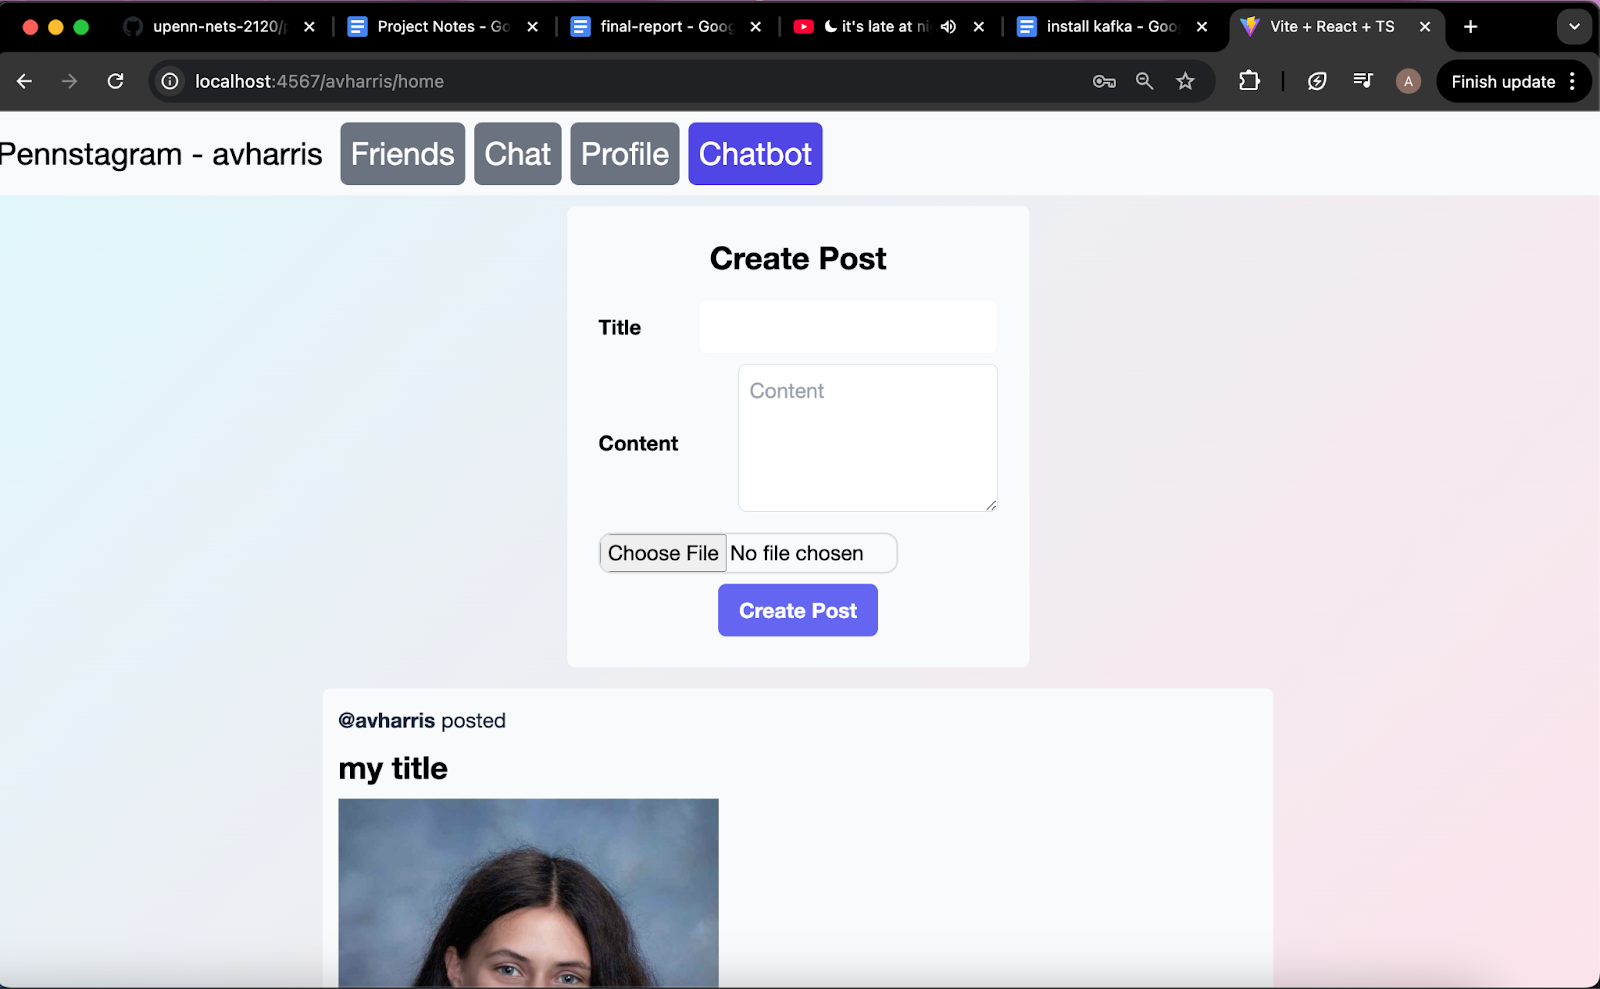 upenn-nets-2120/
Project Notes - Go
final-report - Goog
it's late at ni
install kafka - Goo
Vite + React + TS
localhost:4567/avharris/home
A
Finish update
Pennstagram - avharris
Friends
Chat
Profile
Chatbot
Create Post
Title
Content
Content
Choose File No file chosen
Create Post
@avharris posted
my title